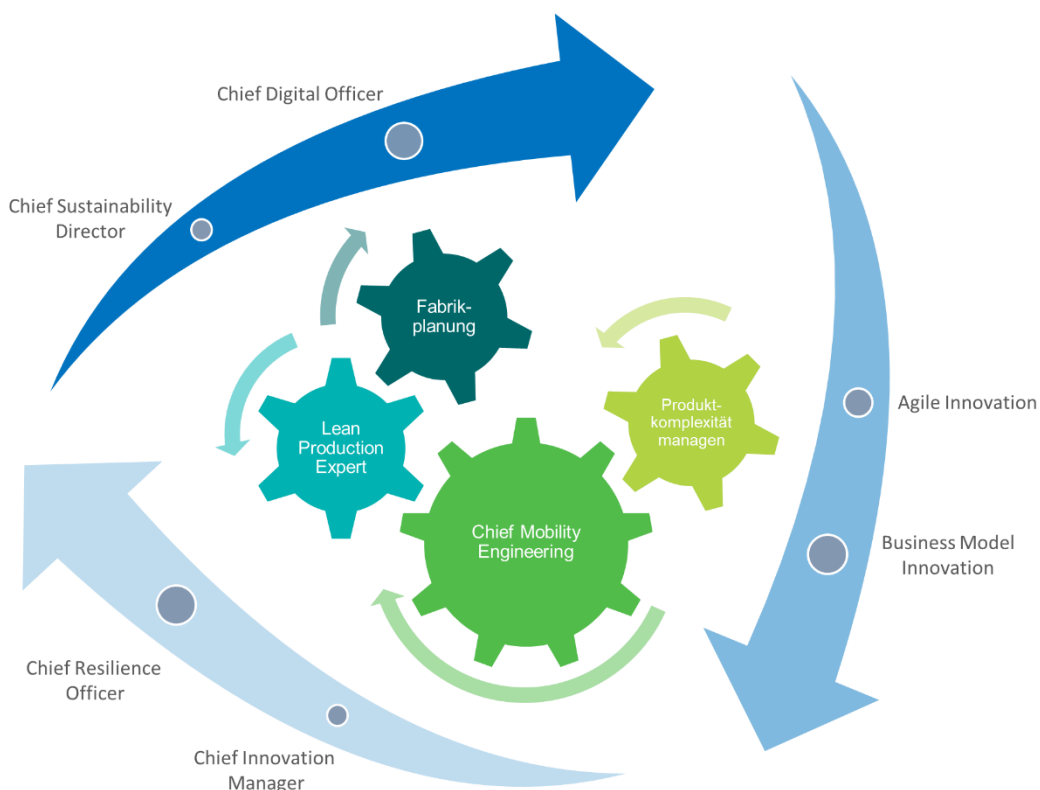 Chief Digital Officer
Chief Sustainability
Director
Fabrik-
planung
Lean
Production
Expert
Produkt-
komplexität
managen
Chief Mobility
Engineering
Agile Innovation
Business Model
Innovation
Chief Resilience
Officer
Chief Innovation
Manager